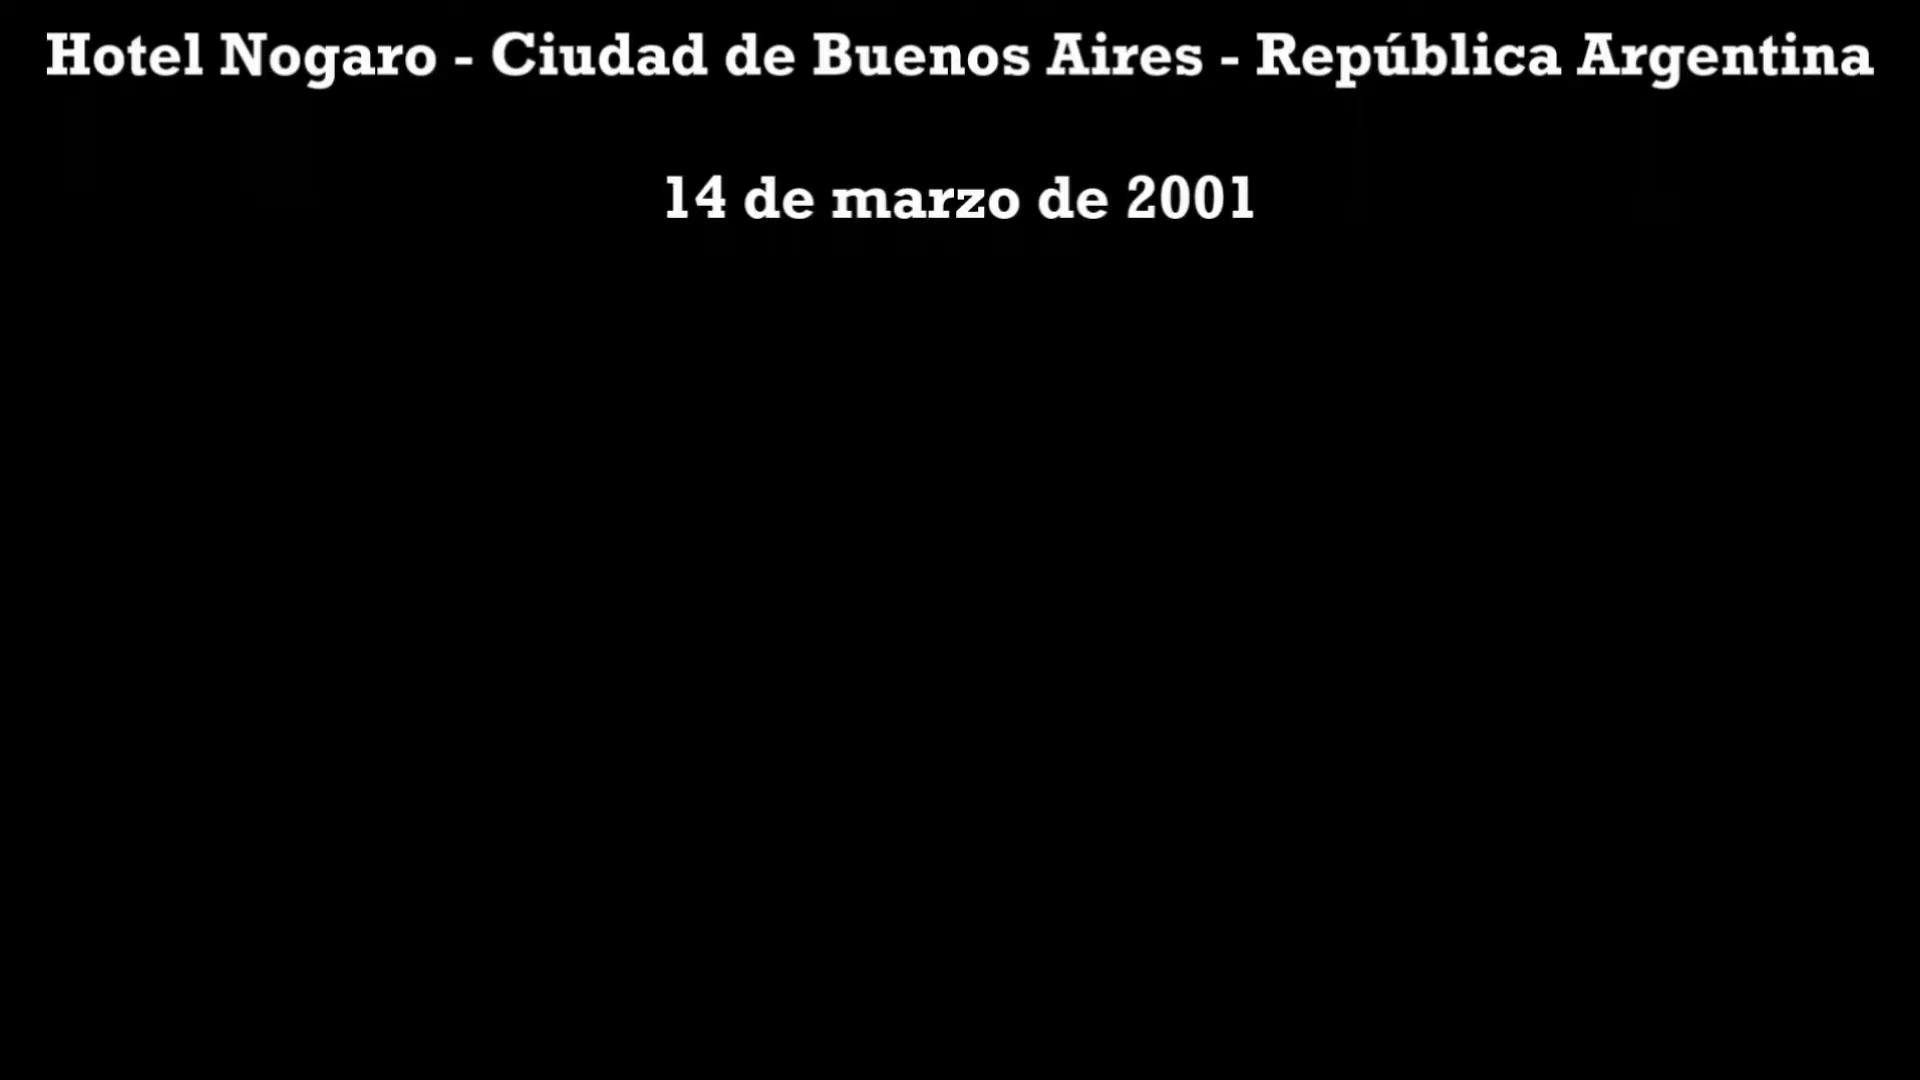 Hotel Nogaro - Ciudad de Buenos Aires - República Argentina
14 de marzo de 2001